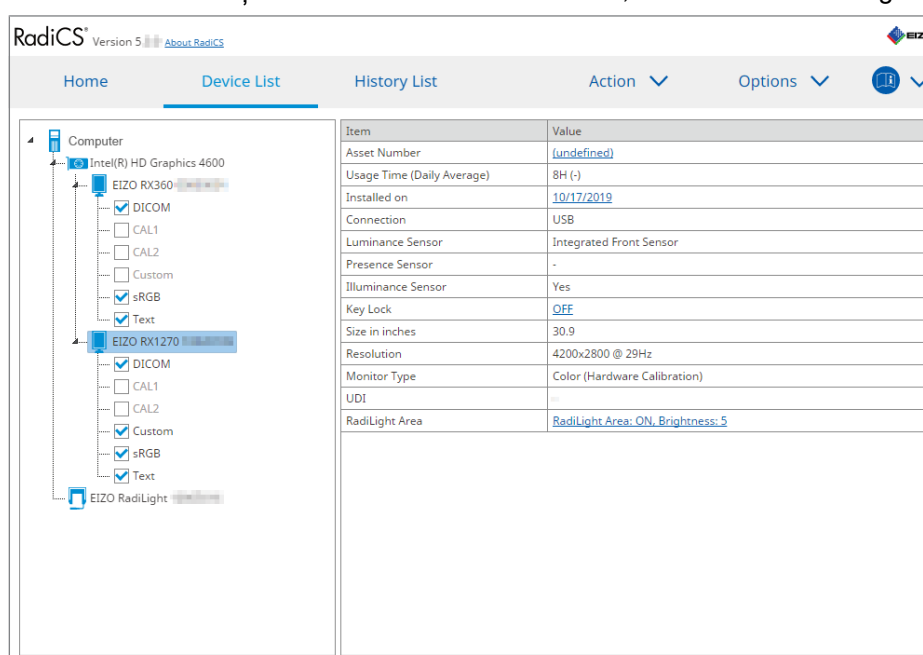 RadiCS® Version 5 About RadiCS
EIZ
Home Device List History List Action Options
Computer
Intel(R) HD Graphics 4600
EIZO RX360
DICOM
CAL1
CAL2
Custom
sRGB
Text
EIZO RX1270
DICOM
CAL1
CAL2
Custom
sRGB
Text
EIZO RadiLight
Item Value
Asset Number (undefined)
Usage Time (Daily Average) 8H (-)
Installed on 10/17/2019
Connection USB
Luminance Sensor Integrated Front Sensor
Presence Sensor -
Illuminance Sensor Yes
Key Lock OFF
Size in inches 30.9
Resolution 4200x2800 @ 29Hz
Monitor Type Color (Hardware Calibration)
UDI
RadiLight Area RadiLight Area: ON, Brightness: 5